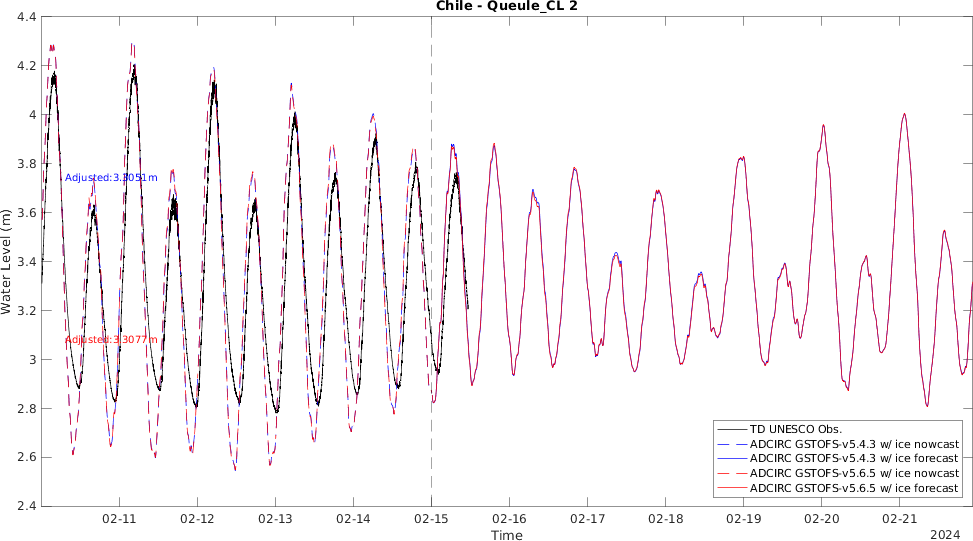 Chile - Queule_CL 2
4.4
4.2
4
3.8
3.6
3.4
3.2
3
2.8
2.6
2.4
Water Level (m)
Adjusted:3.3051m
Adjusted:3.3077m
TD UNESCO Obs.
ADCIRC GSTOFS-v5.4.3 w/ ice nowcast
ADCIRC GSTOFS-v5.4.3 w/ ice forecast
ADCIRC GSTOFS-v5.6.5 w/ ice nowcast
ADCIRC GSTOFS-v5.6.5 w/ ice forecast
02-11 02-12 02-13 02-14 02-15 02-16 02-17 02-18 02-19 02-20 02-21
Time
2024